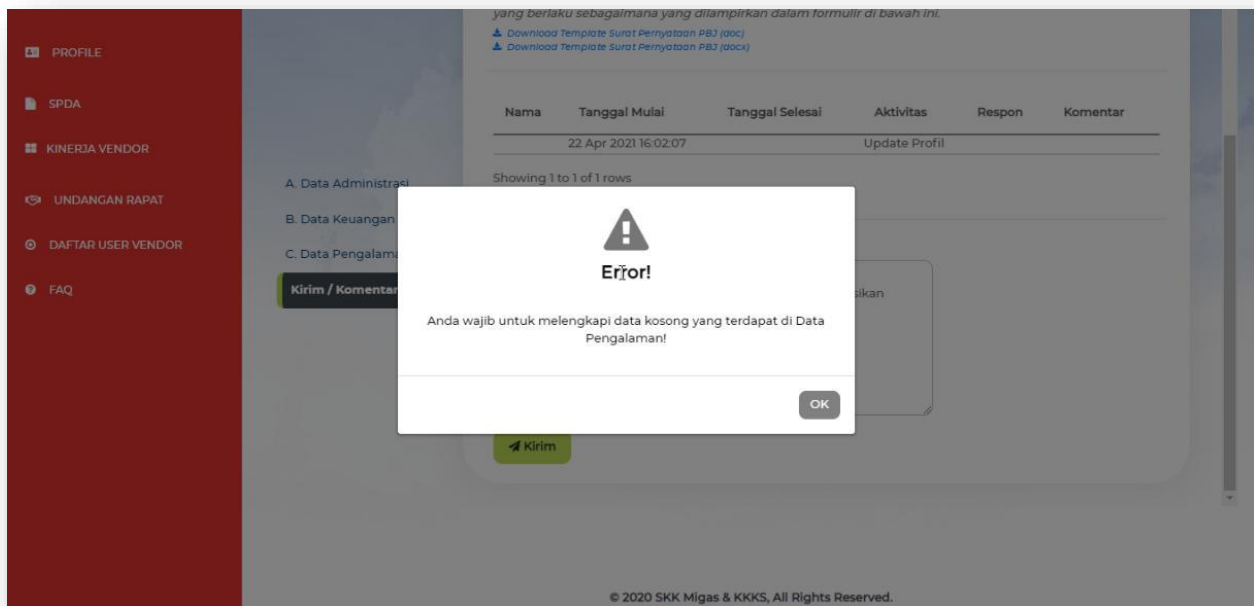 yang berlaku sebagaimana yang dilampirkan dalam formulir di bawah ini.
Download Template Surat Pernyataan PBJ (doc)
Download Template Surat Pernyataan PBJ (docx)
PROFILE
SPDA
KINERJA VENDOR
UNDANGAN RAPAT
DAFTAR USER VENDOR
FAQ
A. Data Administrasi
B. Data Keuangan
C. Data Pengalama
Kirim / Komentar
Nama Tanggal Mulai Tanggal Selesai Aktivitas Respon Komentar
22 Apr 2021 16:02:07 Update Profil
Showing 1 to 1 of 1 rows
Error!
Anda wajib untuk melengkapi data kosong yang terdapat di Data
Pengalaman!
OK
sikan
Kirim
© 2020 SKK Migas & KKKS, All Rights Reserved.